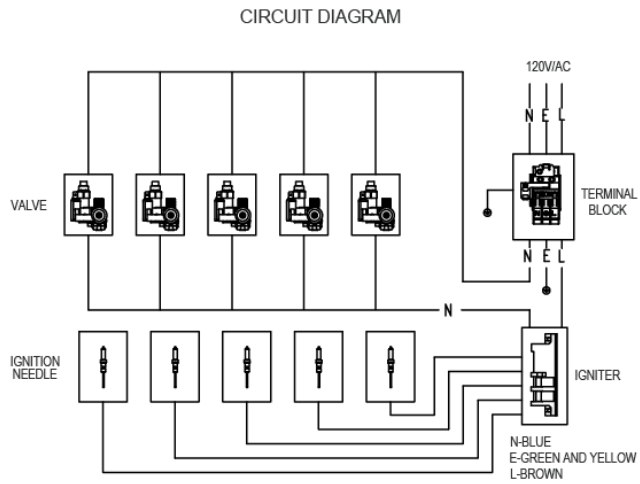 CIRCUIT DIAGRAM
120V/AC
N E L
VALVE
TERMINAL
BLOCK
N E L
N
IGNITION
NEEDLE
IGNITER
N-BLUE
E-GREEN AND YELLOW
L-BROWN